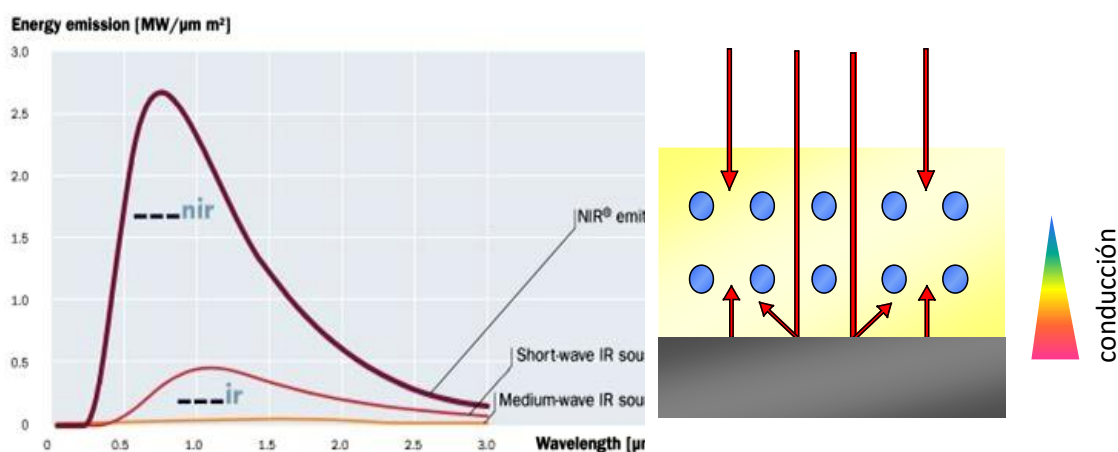 Energy emission [MW/µm m²]
3.0
2.5
2.0
1.5
1.0
0.5
0
nir
NIR® emit
Short-wave IR sou
ir
Medium-wave IR sou
0 0.5 1.0 1.5 2.0 2.5 3.0
Wavelength [µr
conducción